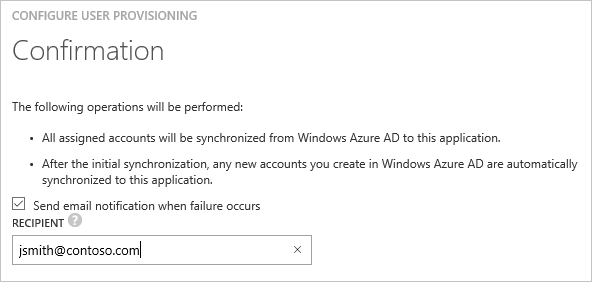 CONFIGURE USER PROVISIONING
Confirmation
The following operations will be performed:
• All assigned accounts will be synchronized from Windows Azure AD to this application.
• After the initial synchronization, any new accounts you create in Windows Azure AD are automatically
synchronized to this application.
Send email notification when failure occurs
RECIPIENT ?
jsmith@contoso.com